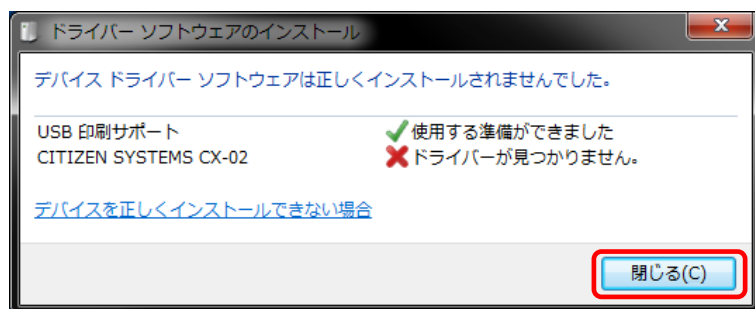 ドライバー ソフトウェアのインストール
デバイス ドライバー ソフトウェアは正しくインストールされませんでした。
USB 印刷サポート 使用する準備ができました
CITIZEN SYSTEMS CX-02 ドライバーが見つかりません。
デバイスを正しくインストールできない場合
閉じる(C)